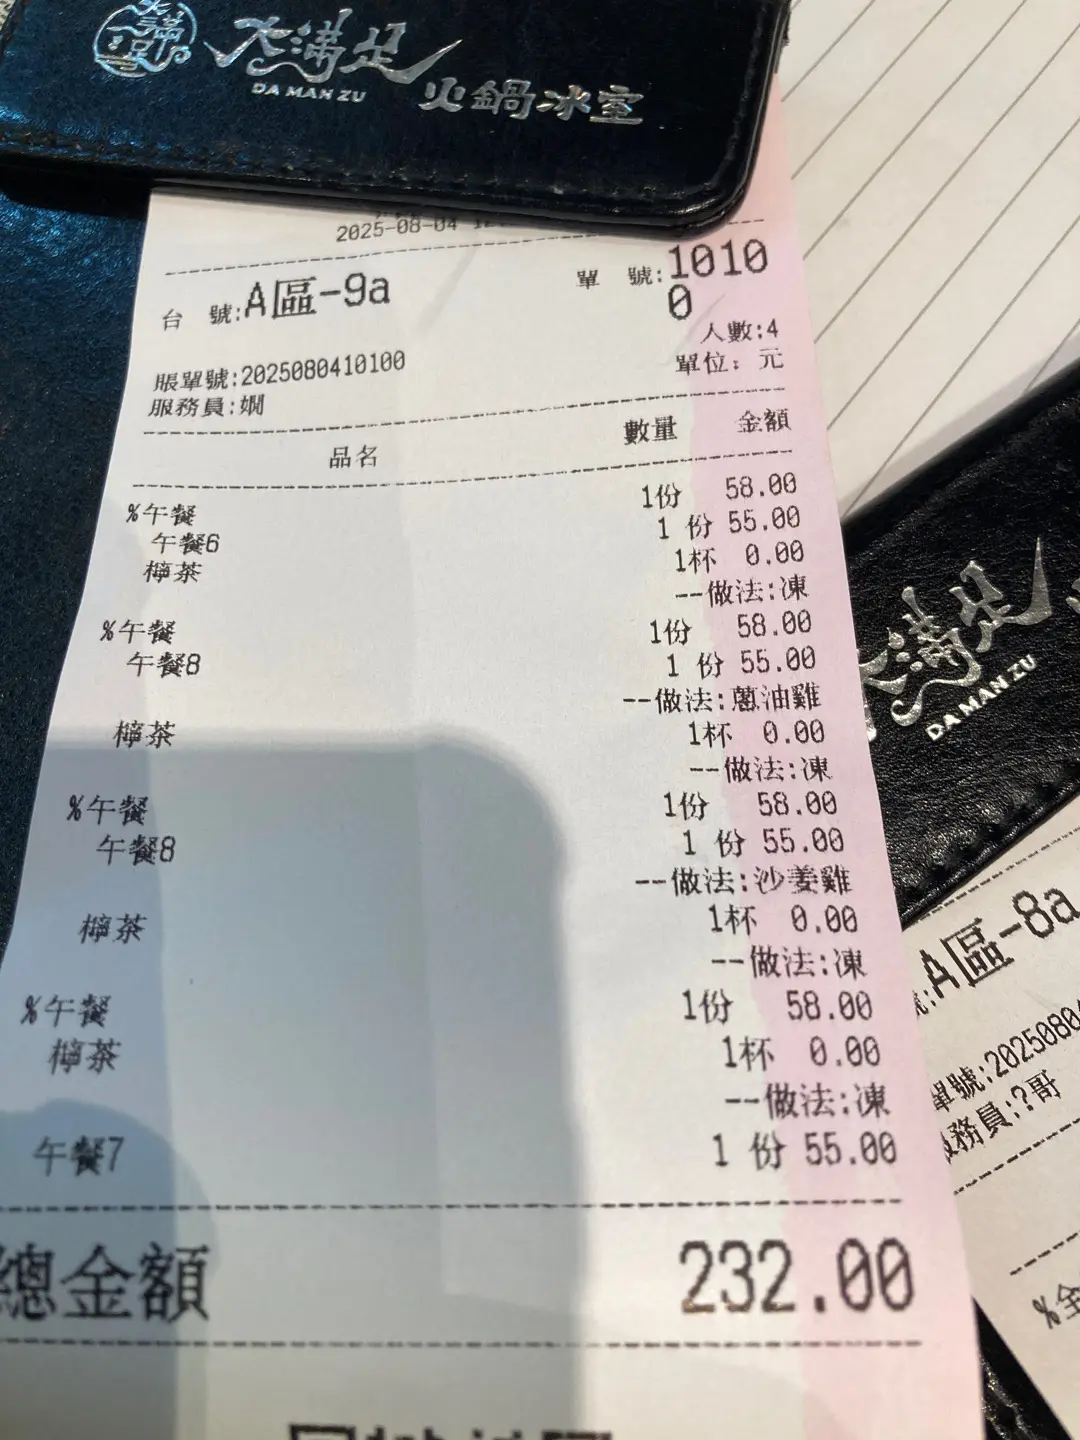 大滿足
DA MAN ZU
火鍋冰室
2025-08-04
台 號:A區-9a
單 號:1010
0
人數:4
賬單號:2025080410100
單位: 元
服務員:嫻
品名 數量 金額
%午餐 1份 58.00
午餐6 1 份 55.00
檸茶 1杯 0.00
--做法:凍
%午餐 1份 58.00
午餐8 1 份 55.00
--做法:蔥油雞
檸茶 1杯 0.00
--做法:凍
%午餐 1份 58.00
午餐8 1 份 55.00
--做法:沙姜雞
檸茶 1杯 0.00
--做法:凍
%午餐 1份 58.00
檸茶 1杯 0.00
--做法:凍
午餐7 1 份 55.00
總金額 232.00
大滿足
DA MAN ZU
號:A區-8a
單號:2025080
服務員:?哥
%全